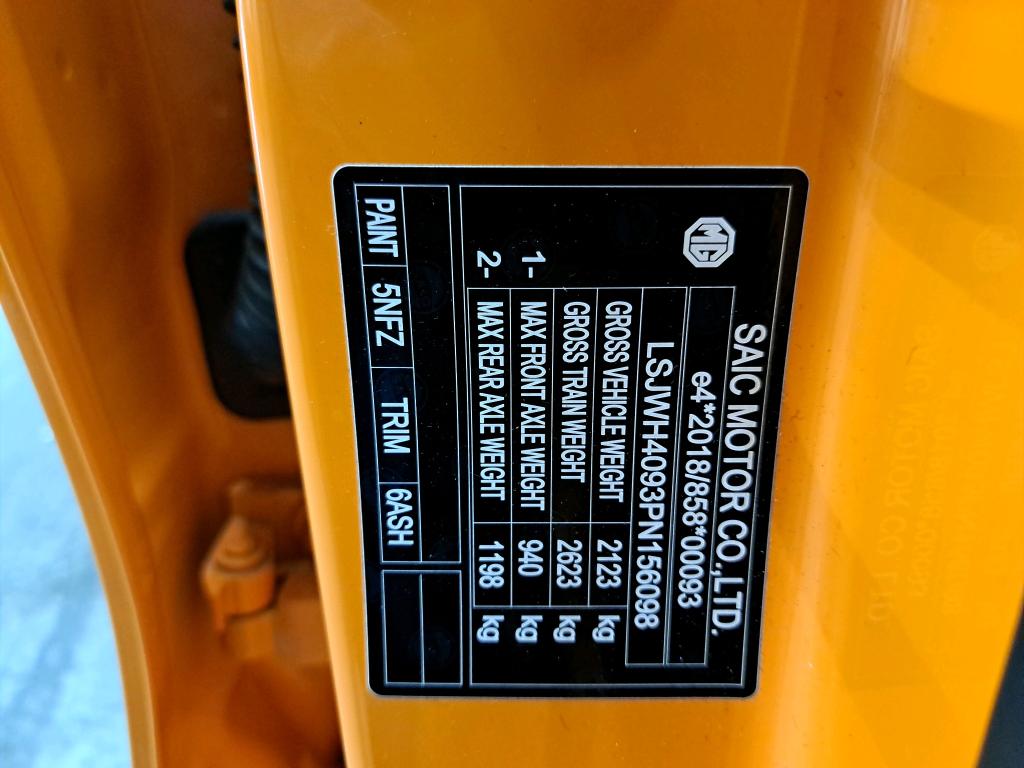 MG
SAIC MOTOR CO.,LTD.
e4*2018/858*00093
LSJWH4093PN156098
GROSS VEHICLE WEIGHT 2123 kg
GROSS TRAIN WEIGHT 2623 kg
1- MAX FRONT AXLE WEIGHT 940 kg
2- MAX REAR AXLE WEIGHT 1198 kg
PAINT 5NFZ TRIM 6ASH